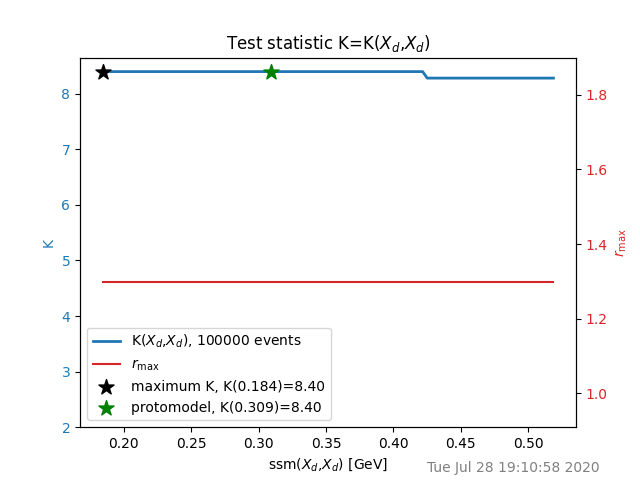 Test statistic K=K(X_d,X_d)
8
7
6
5
4
3
2
K
1.8
1.6
1.4
1.2
1.0
r_max
K(X_d,X_d), 100000 events
r_max
maximum K, K(0.184)=8.40
protomodel, K(0.309)=8.40
0.20 0.25 0.30 0.35 0.40 0.45 0.50
ssm(X_d,X_d) [GeV]
Tue Jul 28 19:10:58 2020